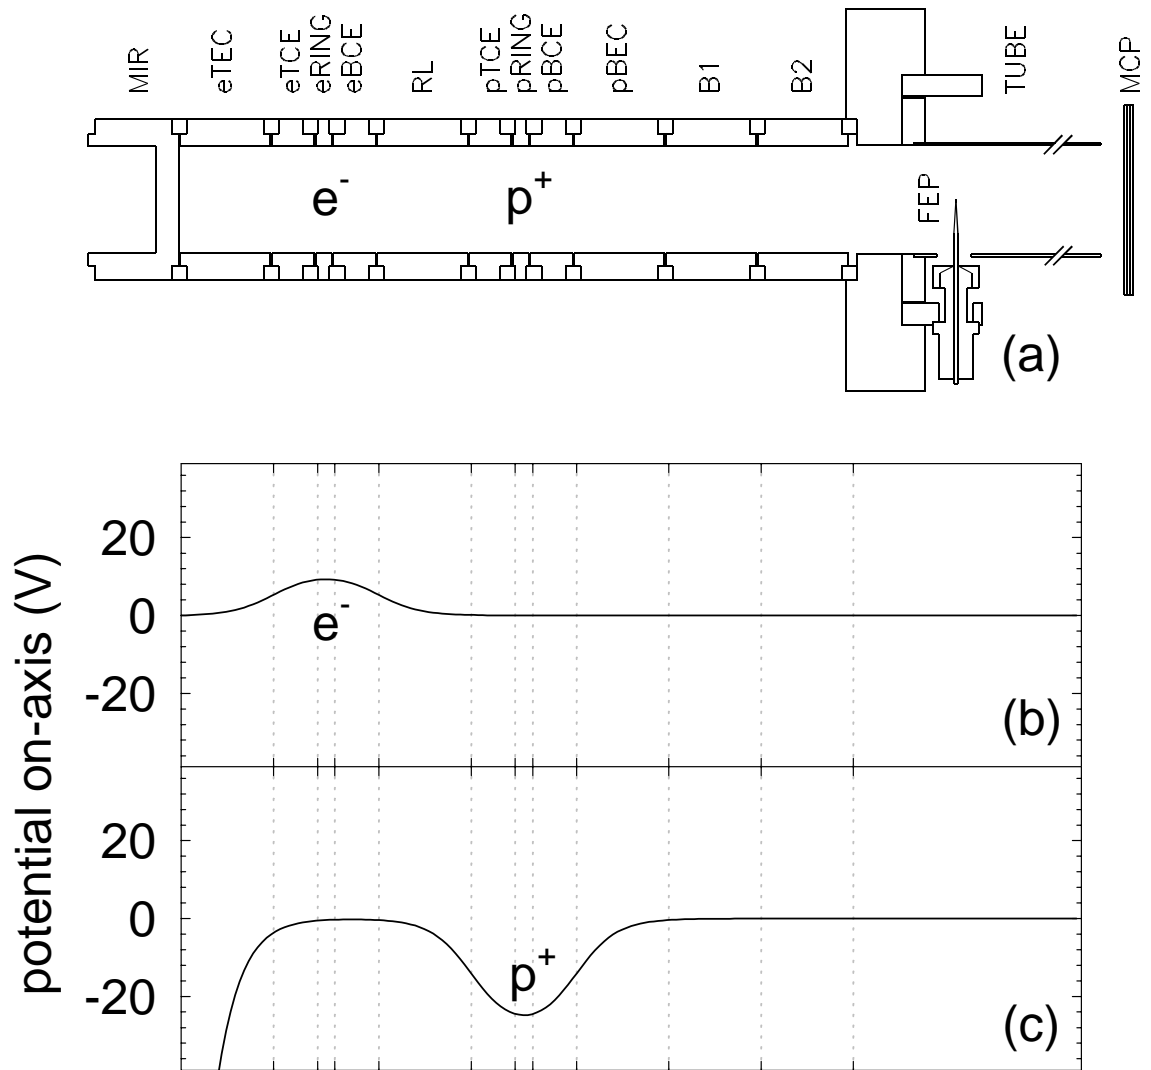 MIR eTEC eTCE eRING eBCE RL pTCE pRING pBCE pBEC B1 B2 TUBE MCP
e- p+ FEP
(a)
potential on-axis (V)
20
0
-20
e-
(b)
20
0
-20
p+
(c)